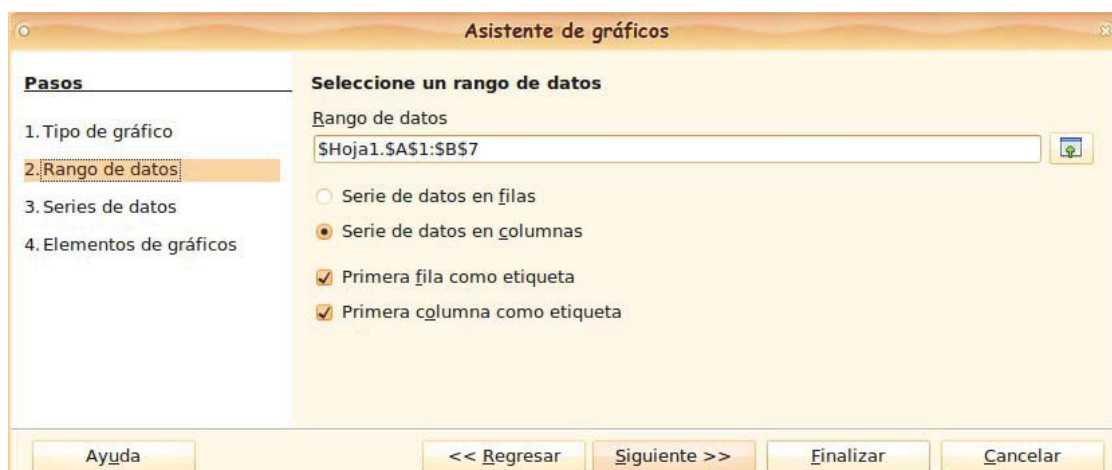 Asistente de gráficos
Pasos
1. Tipo de gráfico
2. Rango de datos
3. Series de datos
4. Elementos de gráficos
Seleccione un rango de datos
Rango de datos
$Hoja1.$A$1:$B$7
Serie de datos en filas
Serie de datos en columnas
Primera fila como etiqueta
Primera columna como etiqueta
Ayuda
<< Regresar
Siguiente >>
Finalizar
Cancelar